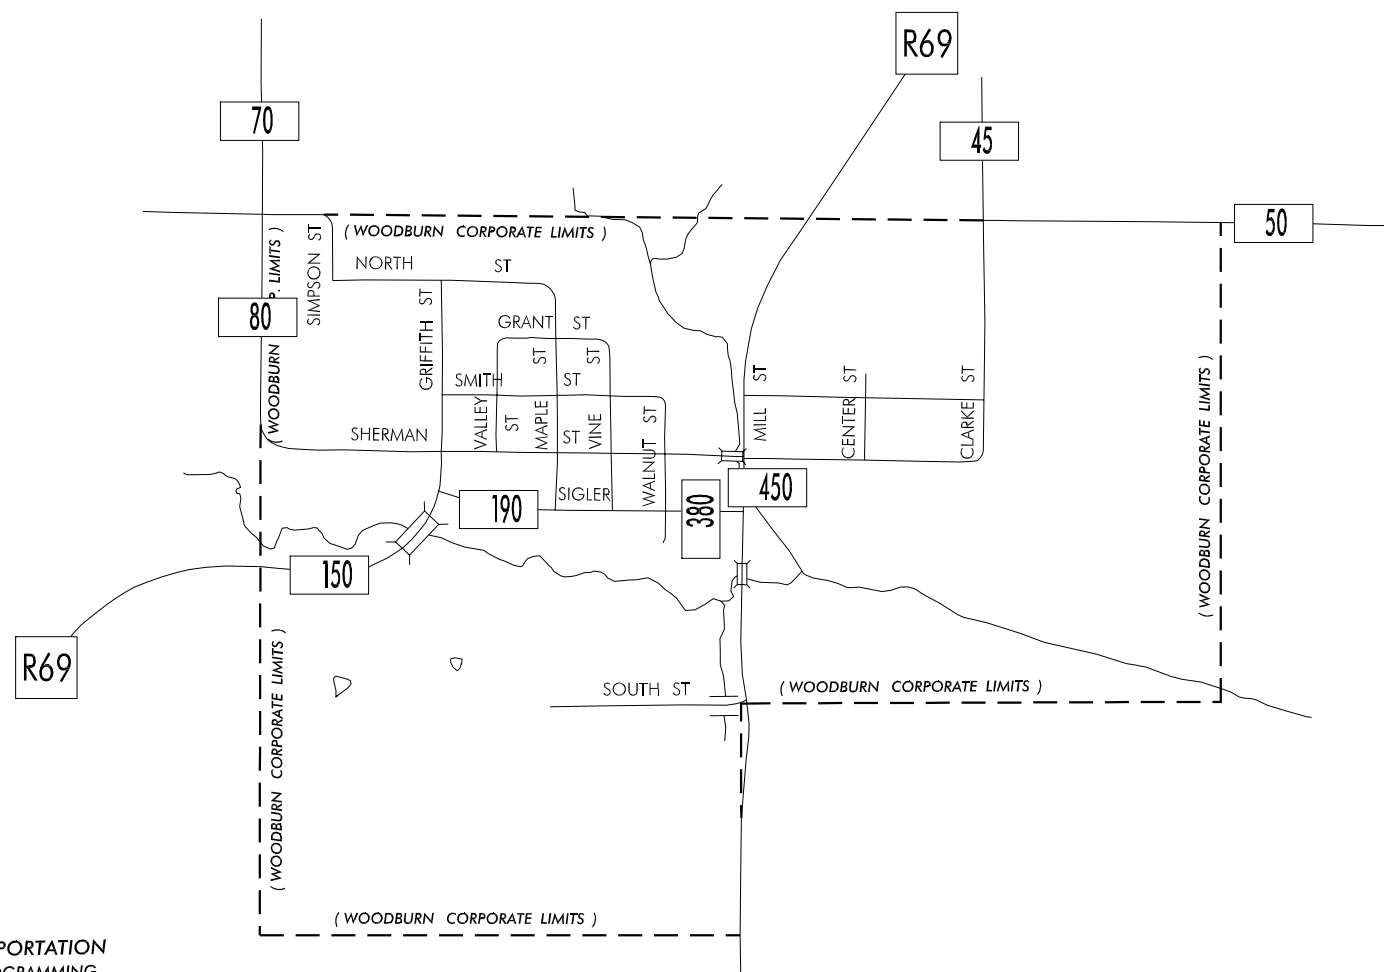 R69
70
45
50
( WOODBURN CORPORATE LIMITS )
WOODBURN P. LIMITS )
SIMPSON ST
NORTH ST
80
GRIFFITH ST
GRANT ST
ST
ST
SMITH ST
ST
ST
ST
VALLEY ST
MAPLE ST
VINE
WALNUT ST
MILL
CENTER
CLARKE
SHERMAN
( WOODBURN CORPORATE LIMITS )
190
SIGLER
380
450
150
R69
( WOODBURN CORPORATE LIMITS )
SOUTH ST
( WOODBURN CORPORATE LIMITS )
( WOODBURN CORPORATE LIMITS )
PORTATION